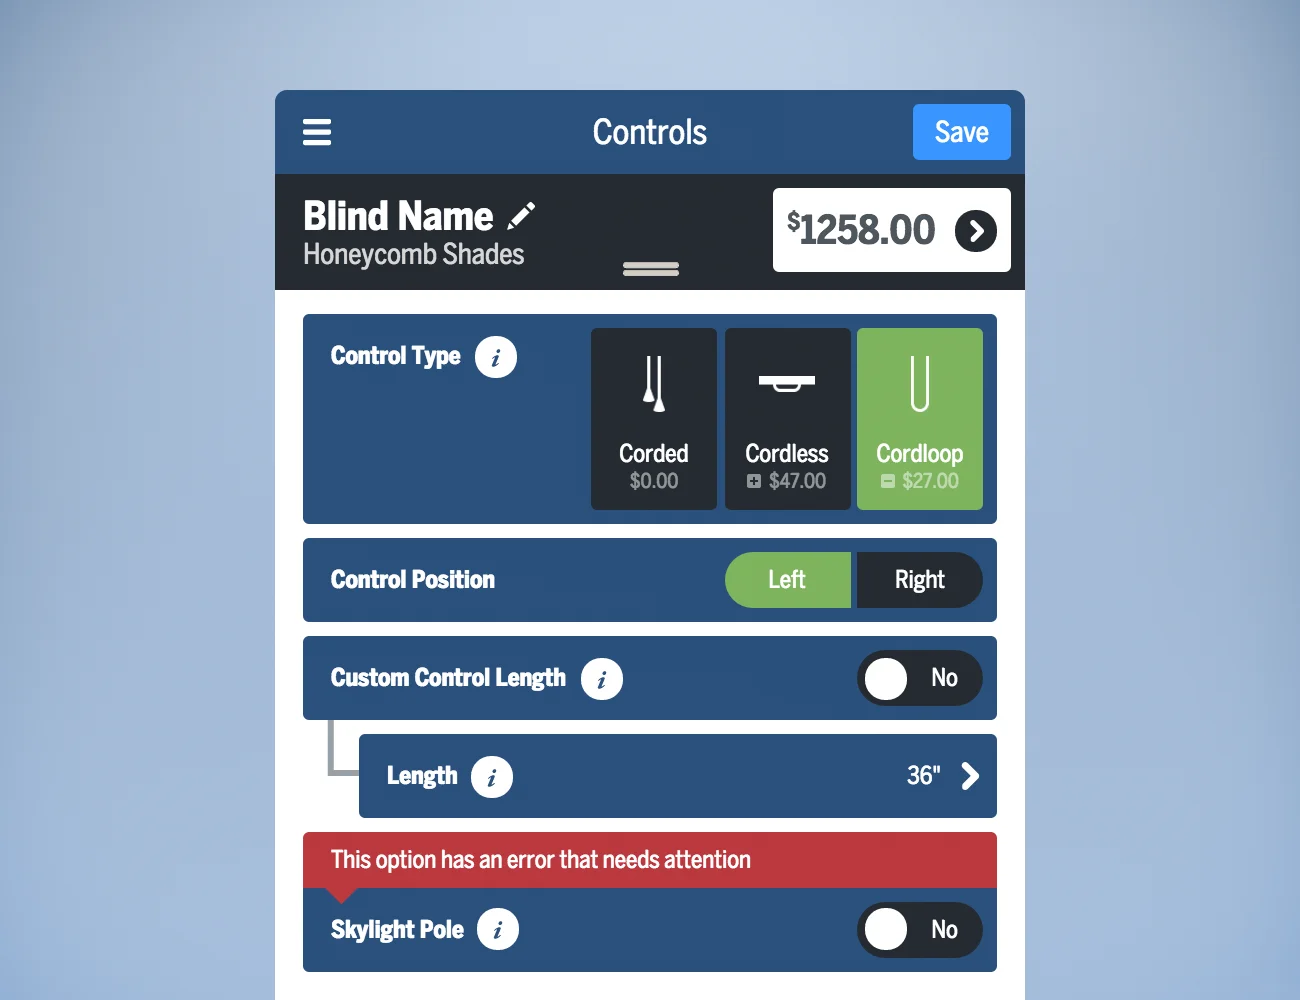 Controls
Save
Blind Name
Honeycomb Shades
$1258.00
Control Type i
Corded
$0.00
Cordless
+ $47.00
Cordloop
- $27.00
Control Position
Left
Right
Custom Control Length i
No
Length i
36"
This option has an error that needs attention
Skylight Pole i
No